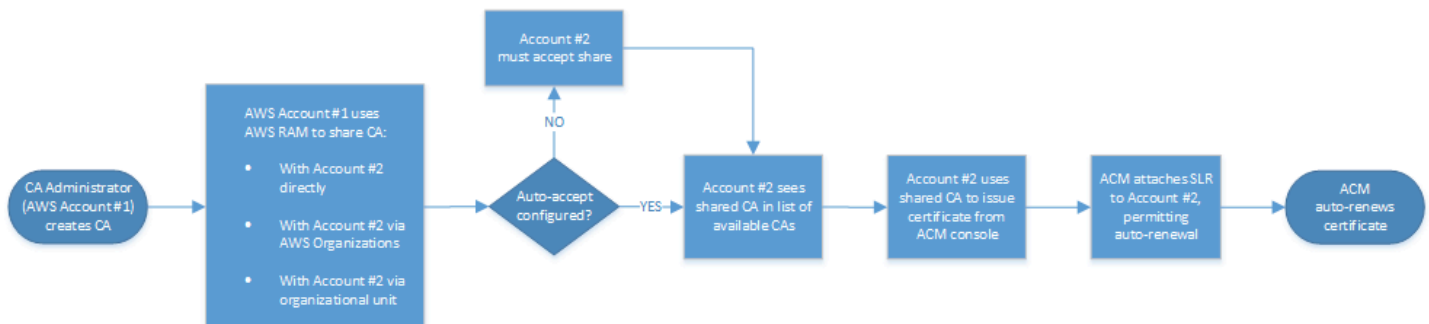 CA Administrator
(AWS Account #1)
creates CA
AWS Account #1 uses
AWS RAM to share CA:
• With Account #2
directly
• With Account #2 via
AWS Organizations
• With Account #2 via
organizational unit
Auto-accept
configured?
NO
Account #2
must accept share
YES
Account #2 sees
shared CA in list of
available CAs
Account #2 uses
shared CA to issue
certificate from
ACM console
ACM attaches SLR
to Account #2,
permitting
auto-renewal
ACM
auto-renews
certificate